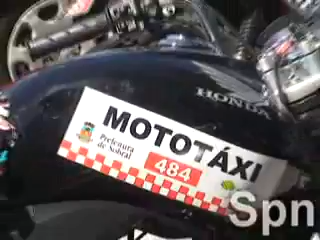 HONDA
MOTOTÁXI
Prefeitura
de Sobral
484
Spn